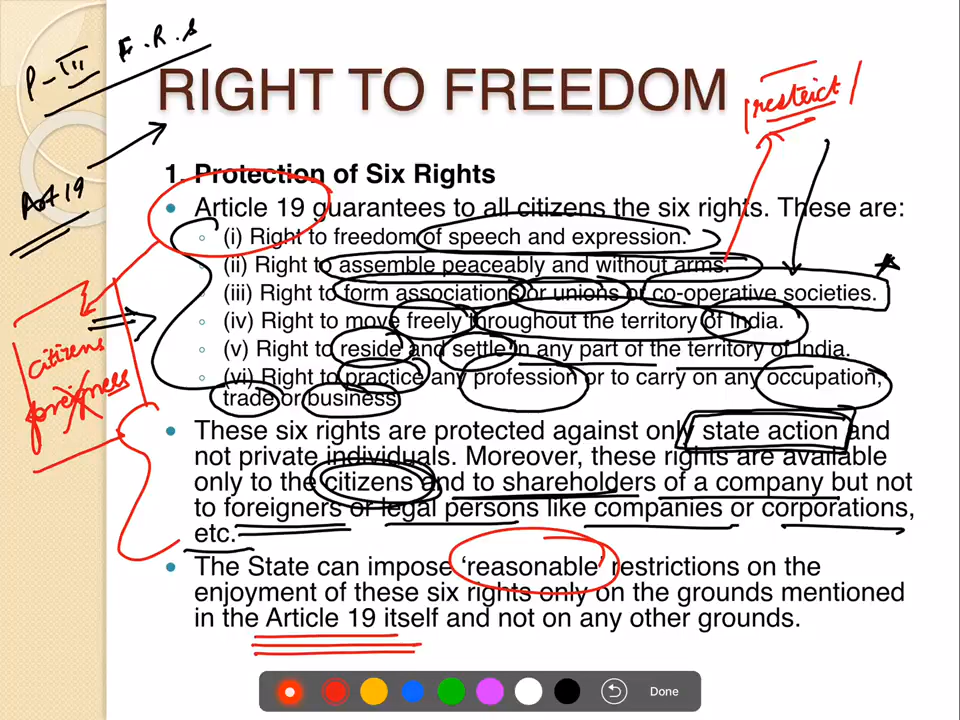 P-III
F.R.S
RIGHT TO FREEDOM
restrict
Art 19
1. Protection of Six Rights
• Article 19 guarantees to all citizens the six rights. These are:
◦ (i) Right to freedom of speech and expression.
◦ (ii) Right to assemble peaceably and without arms.
◦ (iii) Right to form associations or unions or co-operative societies.
◦ (iv) Right to move freely throughout the territory of India.
◦ (v) Right to reside and settle in any part of the territory of India.
◦ (vi) Right to practice any profession or to carry on any occupation,
trade or business.
citizens
• These six rights are protected against only state action and
not private individuals. Moreover, these rights are available
only to the citizens and to shareholders of a company but not
to foreigners or legal persons like companies or corporations,
etc.
• The State can impose ‘reasonable’ restrictions on the
enjoyment of these six rights only on the grounds mentioned
in the Article 19 itself and not on any other grounds.
Done